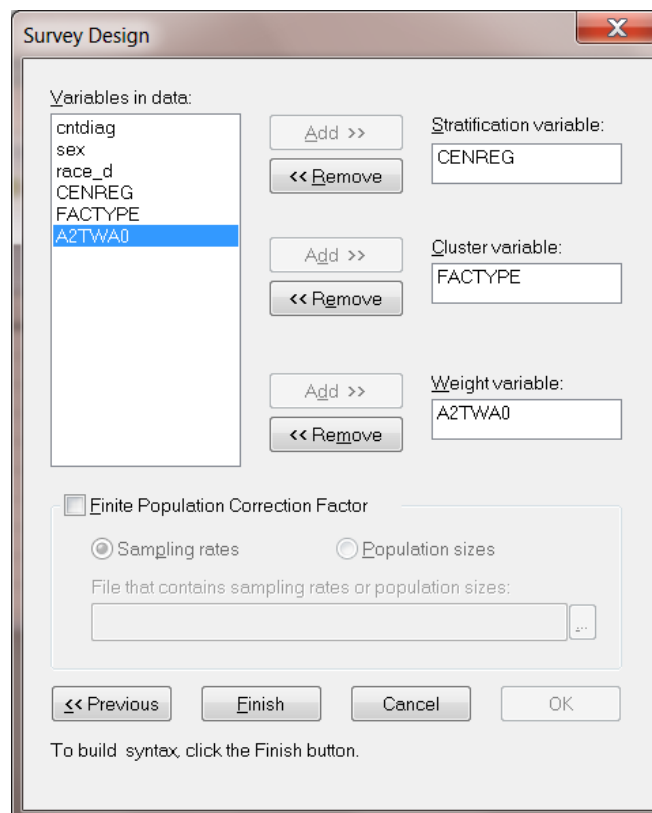 Survey Design
Variables in data:
cntdiag
sex
race_d
CENREG
FACTYPE
A2TWA0
Add >>
<< Remove
Stratification variable:
CENREG
Add >>
<< Remove
Cluster variable:
FACTYPE
Add >>
<< Remove
Weight variable:
A2TWA0
Finite Population Correction Factor
Sampling rates
Population sizes
File that contains sampling rates or population sizes:
...
<< Previous
Finish
Cancel
OK
To build syntax, click the Finish button.